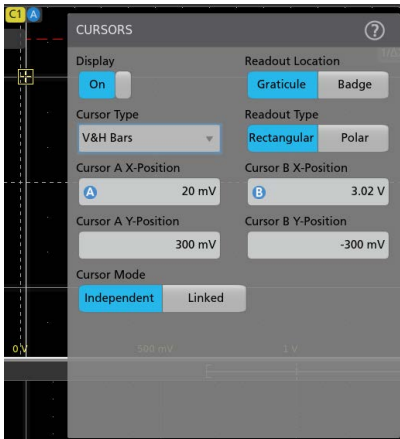 C1 A
CURSORS ?
Display Readout Location
On Graticule Badge
Cursor Type Readout Type
V&H Bars Rectangular Polar
Cursor A X-Position Cursor B X-Position
A 20 mV B 3.02 V
Cursor A Y-Position Cursor B Y-Position
300 mV -300 mV
Cursor Mode
Independent Linked
0 V 500 mV 1 V